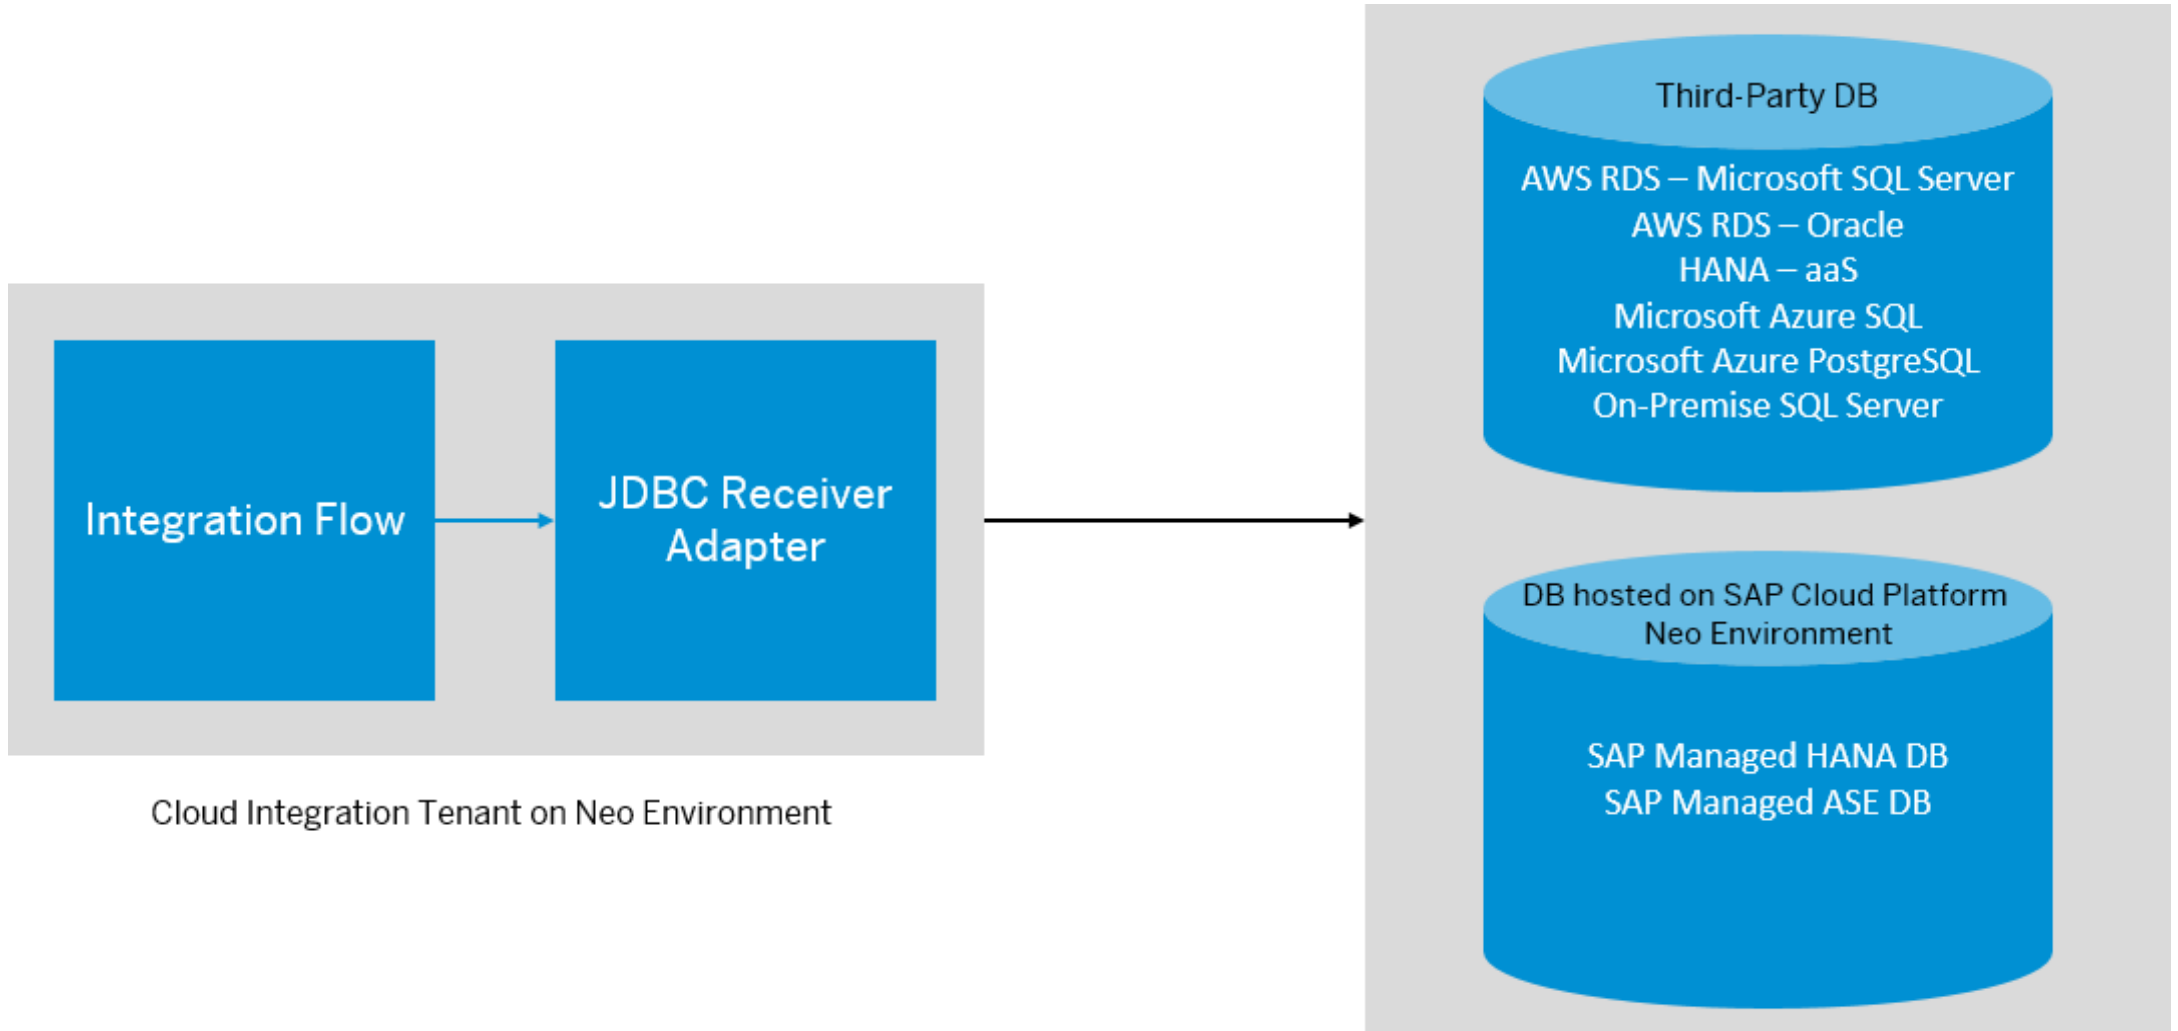 Integration Flow
JDBC Receiver
Adapter
Cloud Integration Tenant on Neo Environment
Third-Party DB
AWS RDS – Microsoft SQL Server
AWS RDS – Oracle
HANA – aaS
Microsoft Azure SQL
Microsoft Azure PostgreSQL
On-Premise SQL Server
DB hosted on SAP Cloud Platform
Neo Environment
SAP Managed HANA DB
SAP Managed ASE DB